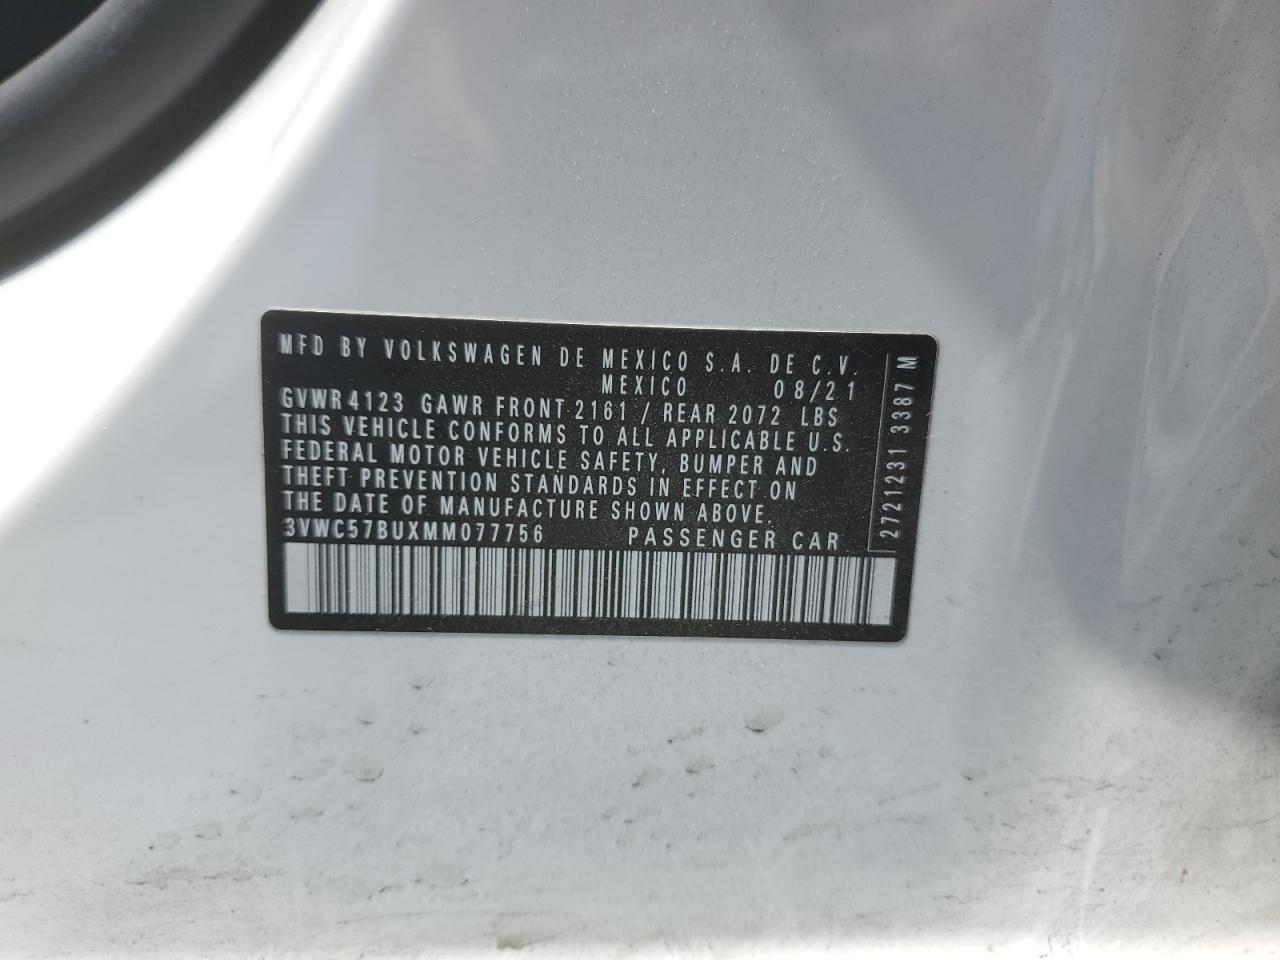 MFD BY VOLKSWAGEN DE MEXICO S.A. DE C.V.
MEXICO 08/21
GVWR 4123 GAWR FRONT 2161 / REAR 2072 LBS
THIS VEHICLE CONFORMS TO ALL APPLICABLE U.S.
FEDERAL MOTOR VEHICLE SAFETY, BUMPER AND
THEFT PREVENTION STANDARDS IN EFFECT ON
THE DATE OF MANUFACTURE SHOWN ABOVE.
3VWC57BUXMM077756 PASSENGER CAR
2721231 3387 M